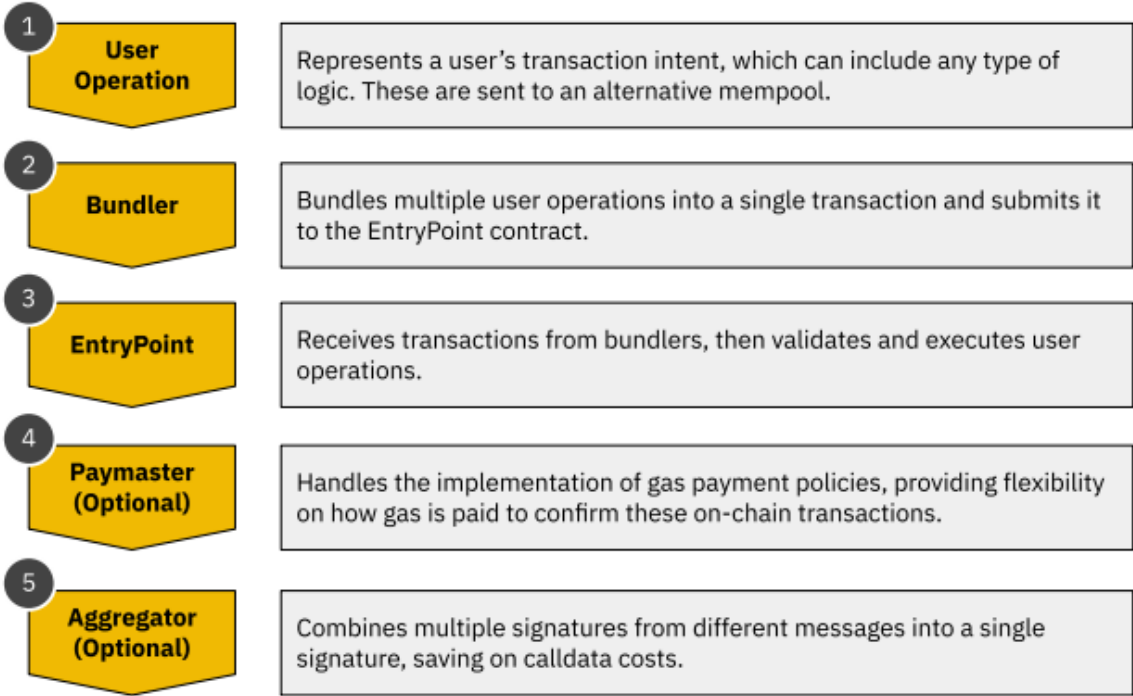 1
User
Operation
Represents a user's transaction intent, which can include any type of
logic. These are sent to an alternative mempool.
2
Bundler
Bundles multiple user operations into a single transaction and submits it
to the EntryPoint contract.
3
EntryPoint
Receives transactions from bundlers, then validates and executes user
operations.
4
Paymaster
(Optional)
Handles the implementation of gas payment policies, providing flexibility
on how gas is paid to confirm these on-chain transactions.
5
Aggregator
(Optional)
Combines multiple signatures from different messages into a single
signature, saving on calldata costs.